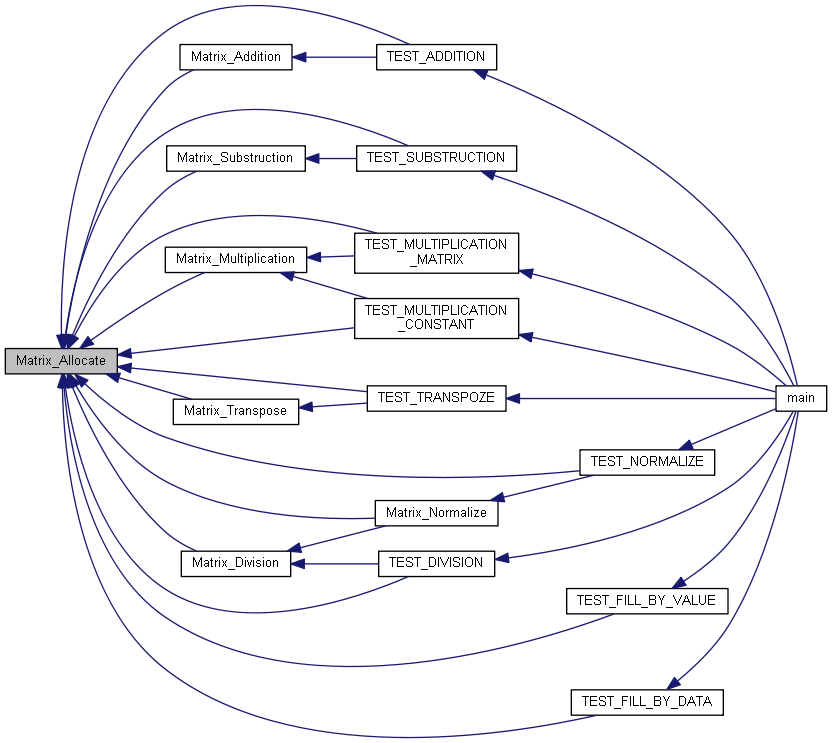 Matrix_Addition
TEST_ADDITION
Matrix_Substruction
TEST_SUBSTRUCTION
Matrix_Multiplication
TEST_MULTIPLICATION
_MATRIX
TEST_MULTIPLICATION
_CONSTANT
Matrix_Allocate
Matrix_Transpose
TEST_TRANSPOZE
main
TEST_NORMALIZE
Matrix_Normalize
Matrix_Division
TEST_DIVISION
TEST_FILL_BY_VALUE
TEST_FILL_BY_DATA